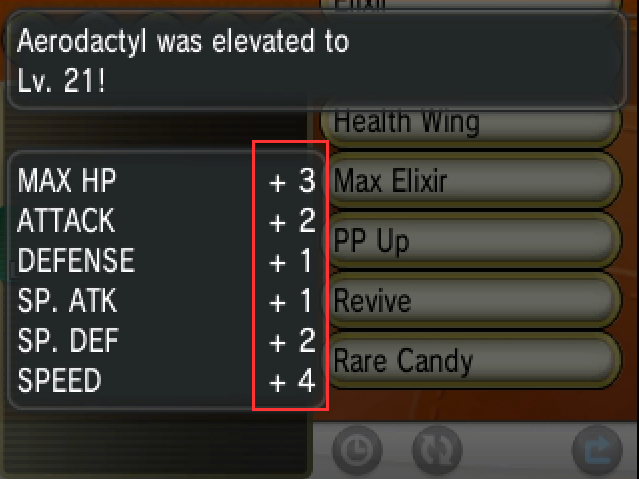 Elixir
Aerodactyl was elevated to
Lv. 21!
Health Wing
MAX HP + 3
ATTACK + 2
DEFENSE + 1
SP. ATK + 1
SP. DEF + 2
SPEED + 4
Max Elixir
PP Up
Revive
Rare Candy